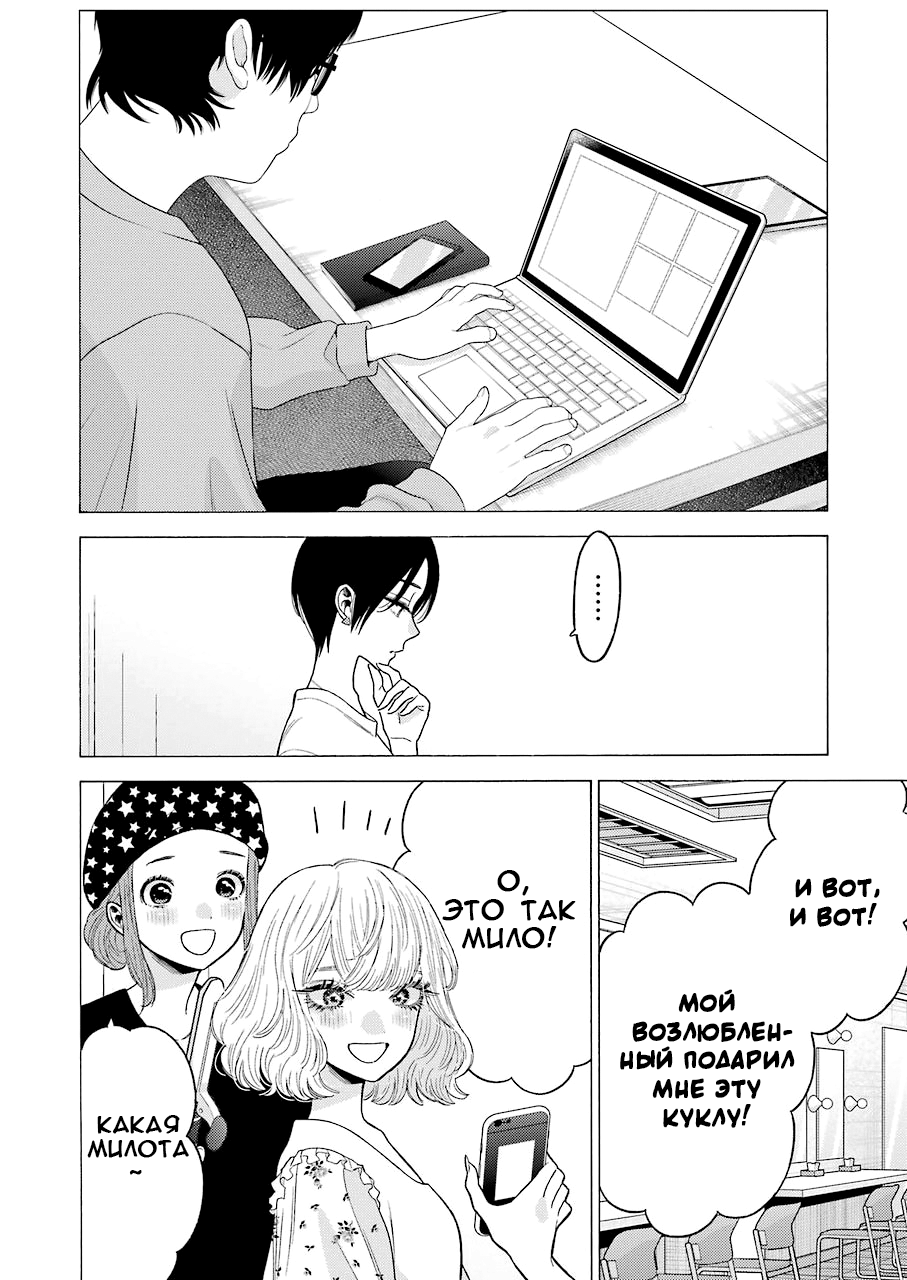 ......
И ВОТ,
И ВОТ!
МОЙ
ВОЗЛЮБЛЕН-
НЫЙ ПОДАРИЛ
МНЕ ЭТУ
КУКЛУ!
О,
ЭТО ТАК
МИЛО!
КАКАЯ
МИЛОТА
~